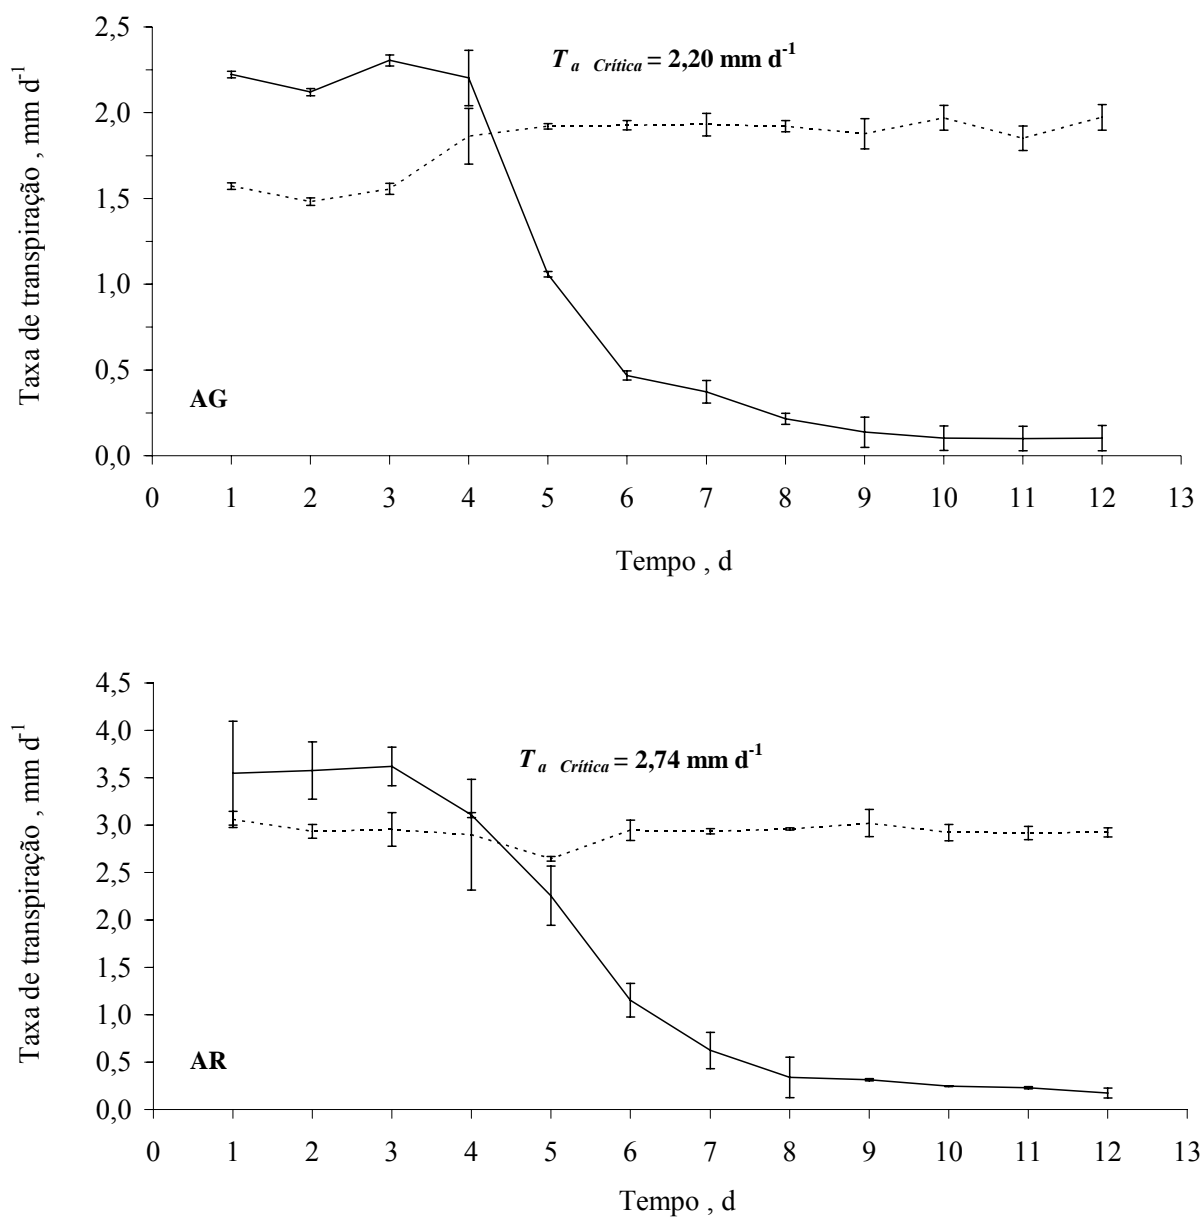 2,5
T a Crítica = 2,20 mm d-1
2,0
1,5
1,0
0,5
0,0
Taxa de transpiração , mm d-1
AG
0 1 2 3 4 5 6 7 8 9 10 11 12 13
Tempo , d
4,5
4,0
T a Crítica = 2,74 mm d-1
3,5
3,0
2,5
2,0
1,5
1,0
0,5
0,0
Taxa de transpiração , mm d-1
AR
0 1 2 3 4 5 6 7 8 9 10 11 12 13
Tempo , d